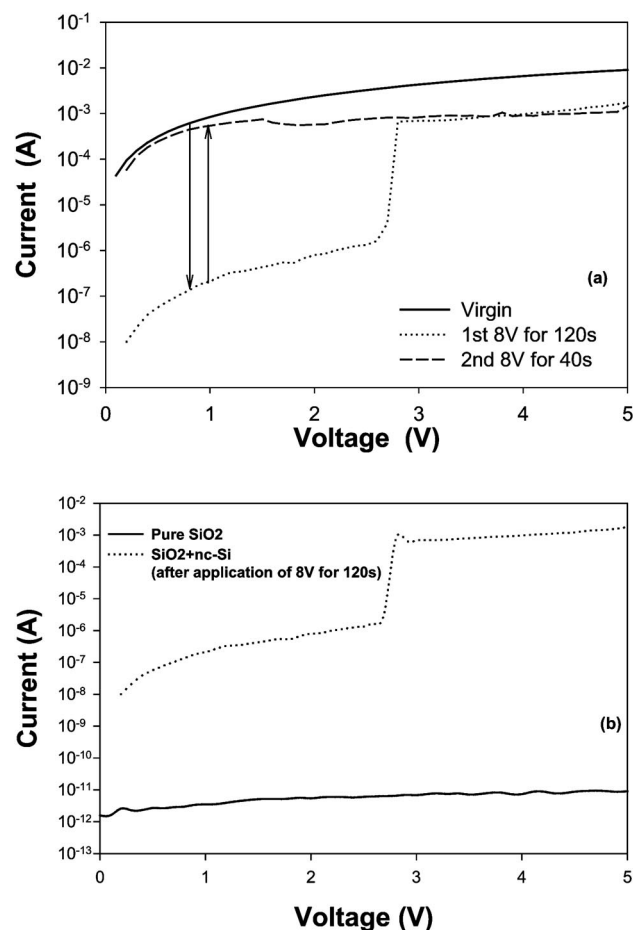 10-1
10-2
10-3
10-4
10-5
10-6
10-7
10-8
10-9
Current (A)
(a)
Virgin
1st 8V for 120s
2nd 8V for 40s
0 1 2 3 4 5
Voltage (V)
10-2
10-3
10-4
10-5
10-6
10-7
10-8
10-9
10-10
10-11
10-12
10-13
Current (A)
Pure SiO2
SiO2+nc-Si
(after application of 8V for 120s)
(b)
0 1 2 3 4 5
Voltage (V)